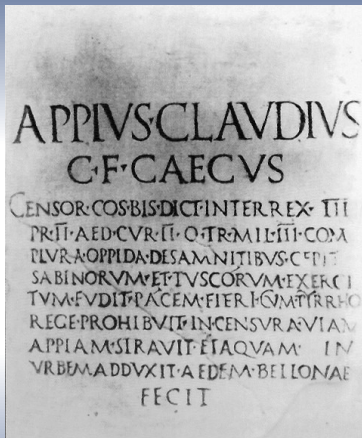 APPIVS·CLAVDIVS
C·F·CAECVS
CENSOR·COS·BIS·DICT·INTERREX·III
PR·II·AED·CVR·II·Q·TR·MIL·III·COM
PLVRA·OPPIDA·DE·SAMNITIBVS·CEPIT
SABINORVM·ET·TVSCORVM·EXERCI
TVM·FVDIT·PACEM·FIERI·CVM·PYRRHO
REGE·PROHIBVIT·IN·CENSVRA·VIAM
APPIAM·STRAVIT·ET·AQVAM· IN
VRBEM·ADDVXIT·AEDEM·BELLONAE
FECIT